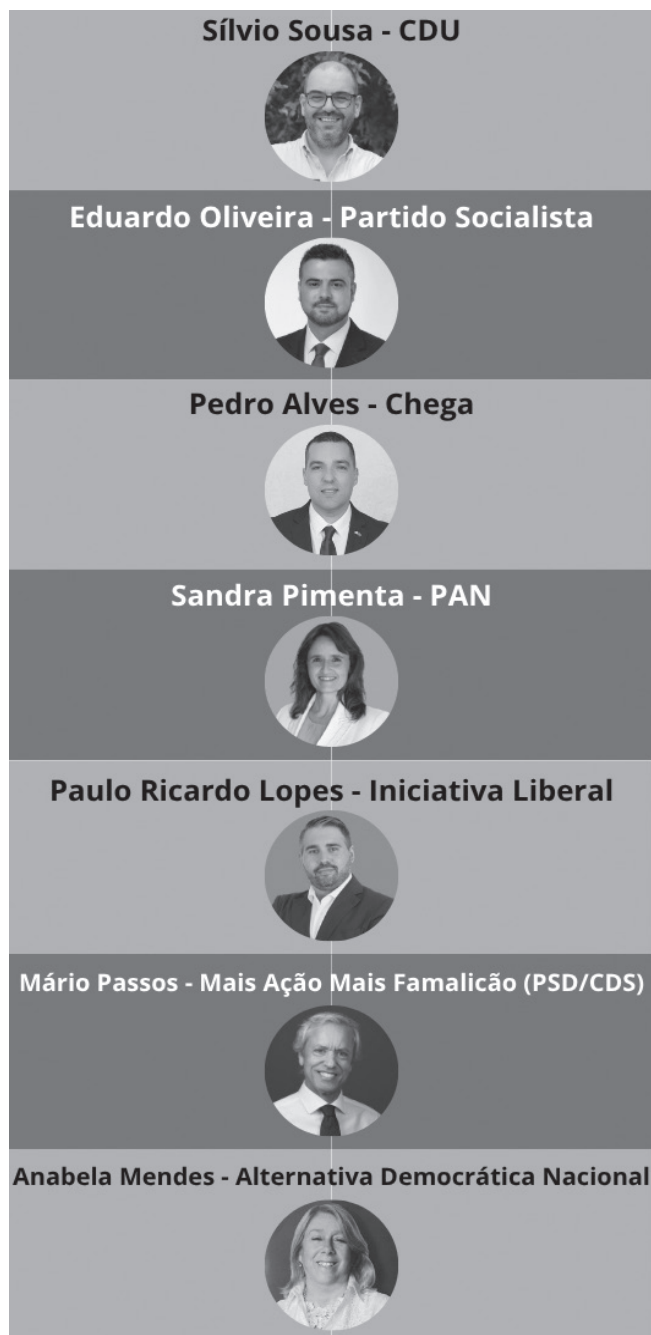 Sílvio Sousa - CDU
Eduardo Oliveira - Partido Socialista
Pedro Alves - Chega
Sandra Pimenta - PAN
Paulo Ricardo Lopes - Iniciativa Liberal
Mário Passos - Mais Ação Mais Famalicão (PSD/CDS)
Anabela Mendes - Alternativa Democrática Nacional